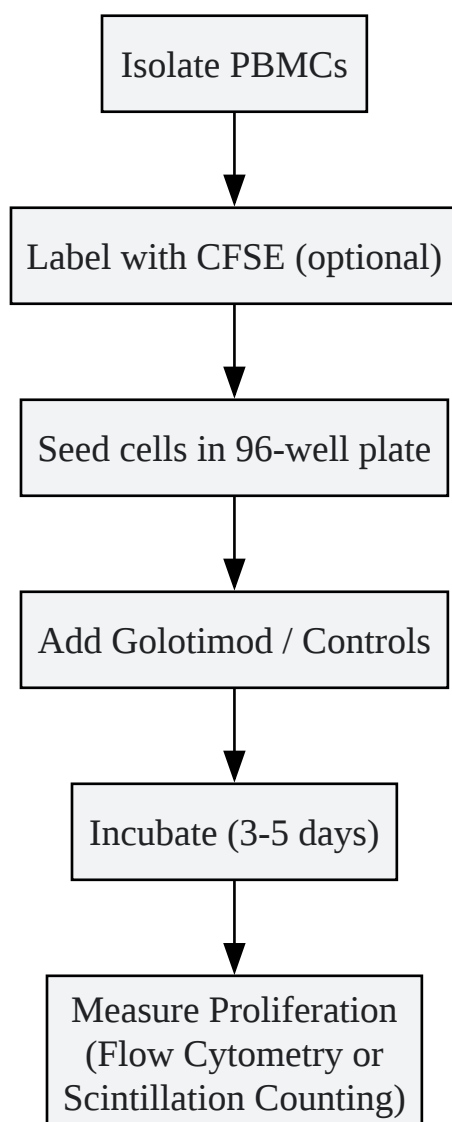 Isolate PBMCs
Label with CFSE (optional)
Seed cells in 96-well plate
Add Golotimod / Controls
Incubate (3-5 days)
Measure Proliferation
(Flow Cytometry or
Scintillation Counting)